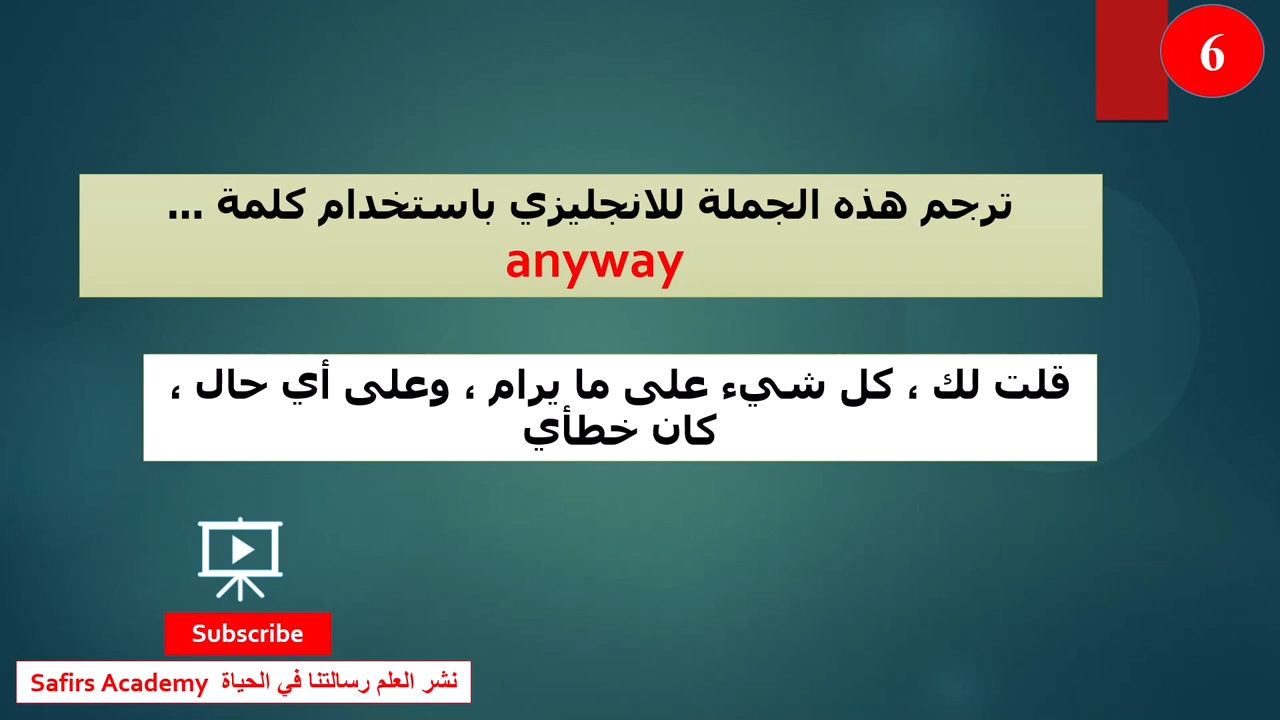 6
ترجم هذه الجملة للانجليزي باستخدام كلمة ...
anyway
قلت لك ، كل شيء على ما يرام ، وعلى أي حال ،
كان خطأي
Subscribe
Safirs Academy نشر العلم رسالتنا في الحياة